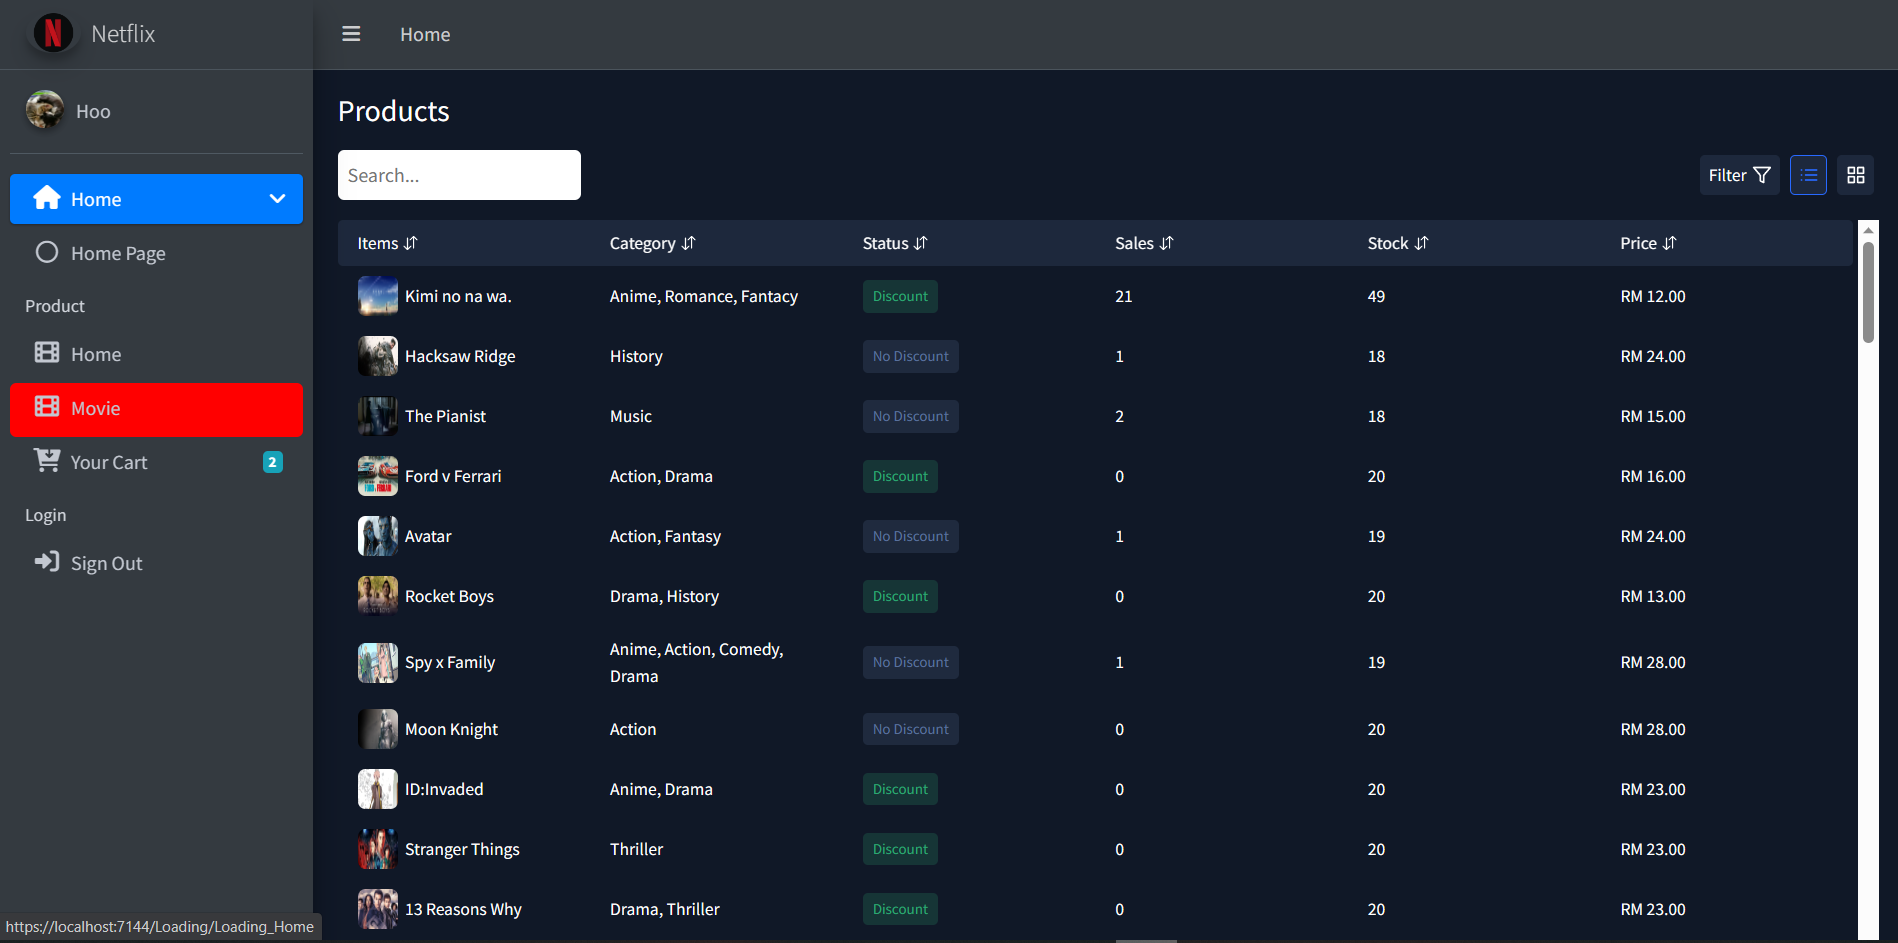 Netflix
Home
Hoo
Home
Home Page
Product
Home
Movie
Your Cart 2
Login
Sign Out
Products
Search...
Filter
Items Category Status Sales Stock Price
Kimi no na wa. Anime, Romance, Fantacy Discount 21 49 RM 12.00
Hacksaw Ridge History No Discount 1 18 RM 24.00
The Pianist Music No Discount 2 18 RM 15.00
Ford v Ferrari Action, Drama Discount 0 20 RM 16.00
Avatar Action, Fantasy No Discount 1 19 RM 24.00
Rocket Boys Drama, History Discount 0 20 RM 13.00
Spy x Family Anime, Action, Comedy, Drama No Discount 1 19 RM 28.00
Moon Knight Action No Discount 0 20 RM 28.00
ID:Invaded Anime, Drama Discount 0 20 RM 23.00
Stranger Things Thriller Discount 0 20 RM 23.00
13 Reasons Why Drama, Thriller Discount 0 20 RM 23.00
https://localhost:7144/Loading/Loading_Home